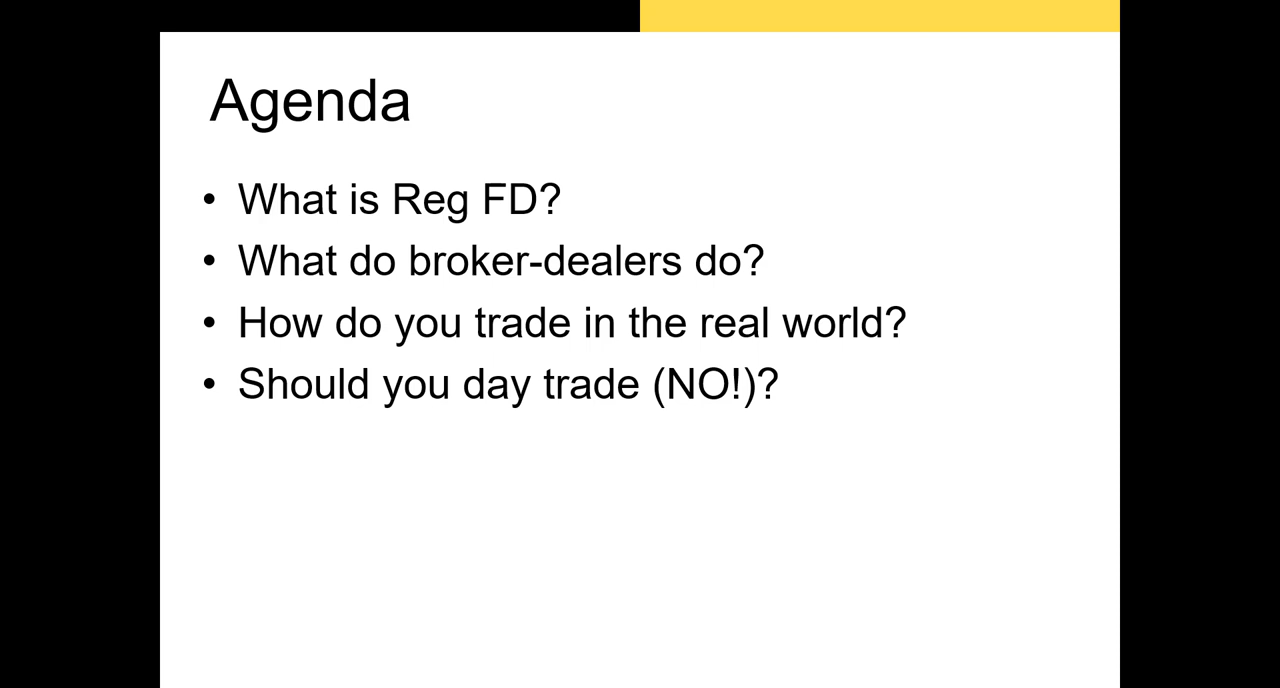 Agenda
• What is Reg FD?
• What do broker-dealers do?
• How do you trade in the real world?
• Should you day trade (NO!)?